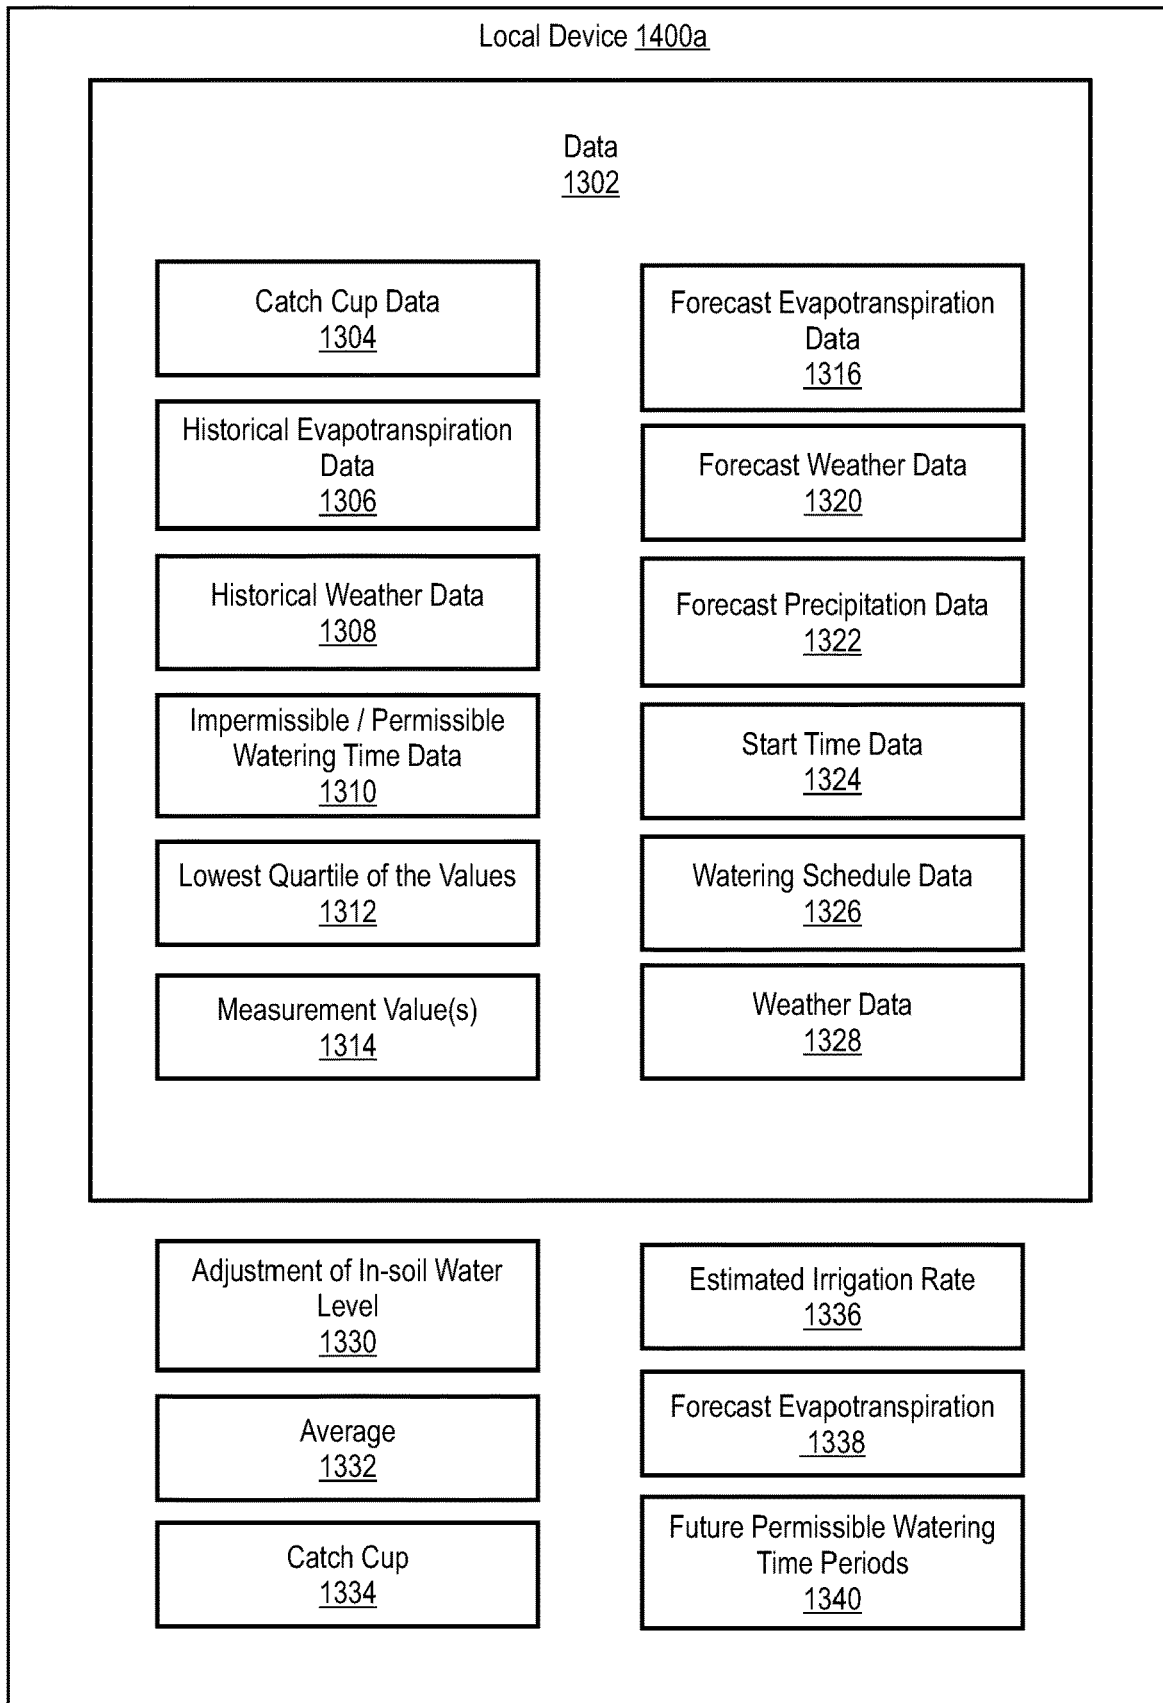 Local Device 1400a
Data
1302
Catch Cup Data
1304
Historical Evapotranspiration
Data
1306
Historical Weather Data
1308
Impermissible / Permissible
Watering Time Data
1310
Lowest Quartile of the Values
1312
Measurement Value(s)
1314
Forecast Evapotranspiration
Data
1316
Forecast Weather Data
1320
Forecast Precipitation Data
1322
Start Time Data
1324
Watering Schedule Data
1326
Weather Data
1328
Adjustment of In-soil Water
Level
1330
Average
1332
Catch Cup
1334
Estimated Irrigation Rate
1336
Forecast Evapotranspiration
1338
Future Permissible Watering
Time Periods
1340